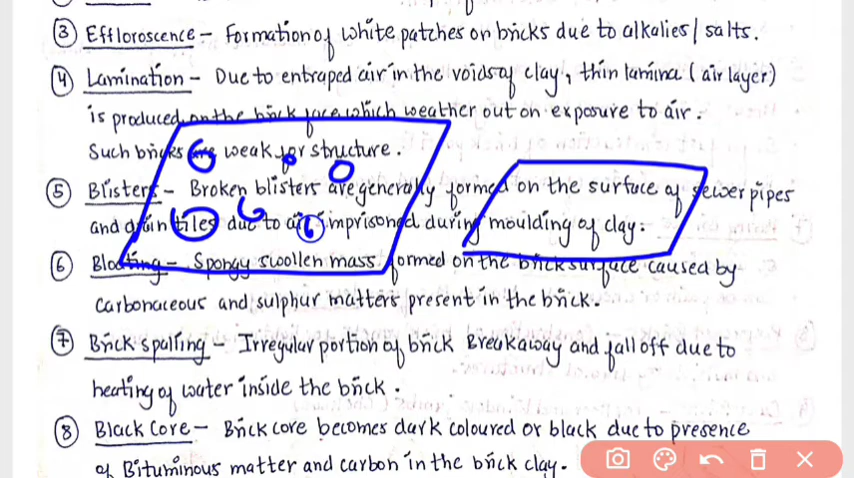 ③ Effloroscence – Formation of white patches on bricks due to alkalies / salts.
④ Lamination – Due to entraped air in the voids of clay, thin lamina (air layer)
is produced on the brick face which weather out on exposure to air.
Such bricks are weak for structure.
⑤ Blisters – Broken blisters are generally formed on the surface of sewer pipes
and drain tiles due to air imprisoned during moulding of clay.
⑥ Bloating – Spongy swollen mass formed on the brick surface caused by
carbonaceous and sulphur matters present in the brick.
⑦ Brick spalling – Irregular portion of brick Breakaway and fall off due to
heating of water inside the brick.
⑧ Black Core – Brick core becomes dark coloured or black due to presence
of Bituminous matter and carbon in the brick clay.